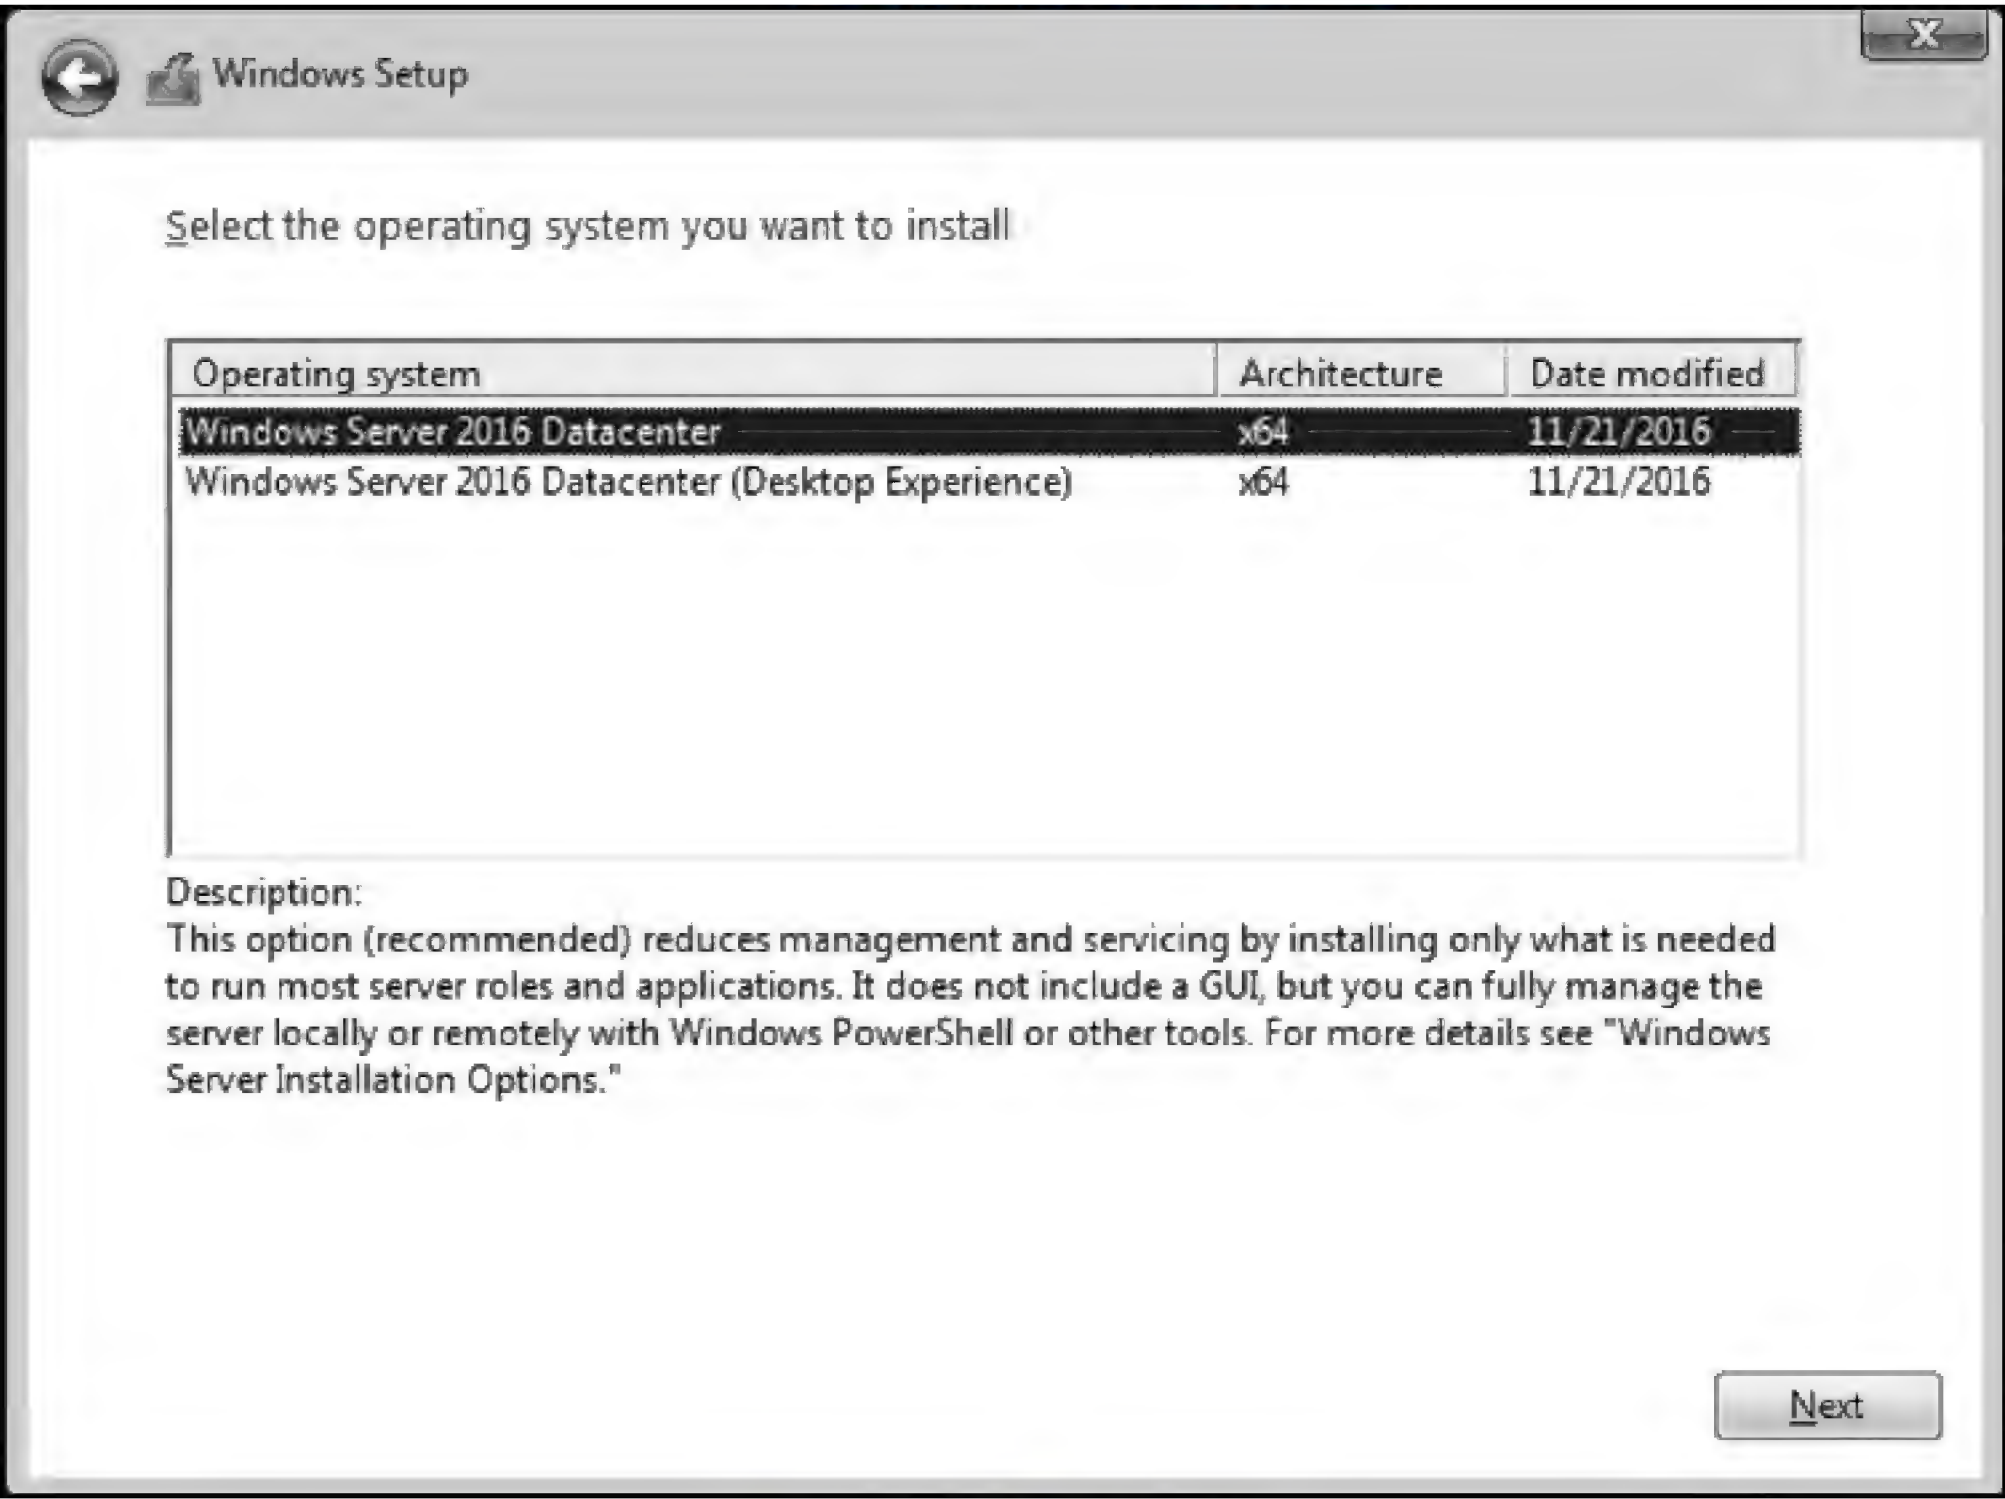 Windows Setup
Select the operating system you want to install
Operating system Architecture Date modified
Windows Server 2016 Datacenter x64 11/21/2016
Windows Server 2016 Datacenter (Desktop Experience) x64 11/21/2016
Description:
This option (recommended) reduces management and servicing by installing only what is needed
to run most server roles and applications. It does not include a GUI, but you can fully manage the
server locally or remotely with Windows PowerShell or other tools. For more details see "Windows
Server Installation Options."
Next